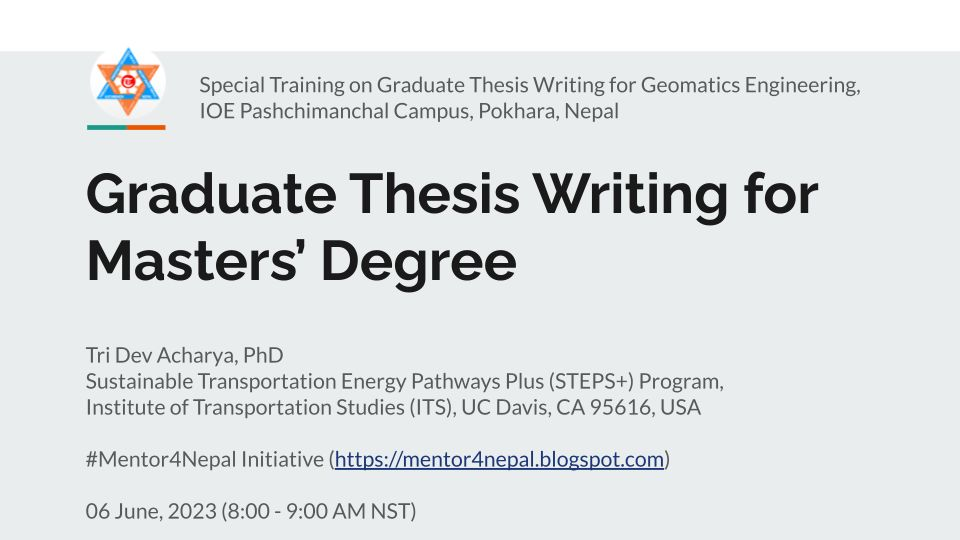 Special Training on Graduate Thesis Writing for Geomatics Engineering,
IOE Pashchimanchal Campus, Pokhara, Nepal
Graduate Thesis Writing for
Masters’ Degree
Tri Dev Acharya, PhD
Sustainable Transportation Energy Pathways Plus (STEPS+) Program,
Institute of Transportation Studies (ITS), UC Davis, CA 95616, USA
#Mentor4Nepal Initiative (https://mentor4nepal.blogspot.com)
06 June, 2023 (8:00 - 9:00 AM NST)